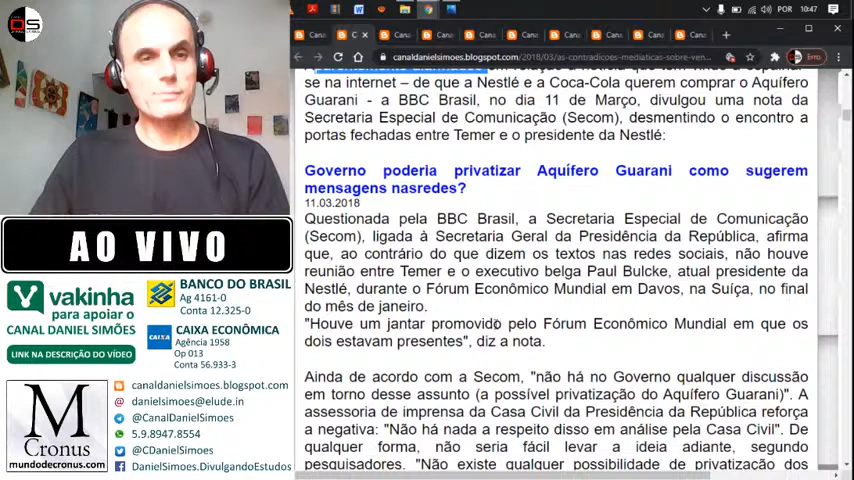 OS
AO VIVO
vakinha
para apoiar o
CANAL DANIEL SIMÕES
LINK NA DESCRIÇÃO DO VÍDEO
BANCO DO BRASIL
Ag 4161-0
Conta 12.325-0
CAIXA
CAIXA ECONÔMICA
Agência 1958
Op 013
Conta 56.933-3
M
Cronus
mundodecronus.com
canaldanielsimoes.blogspot.com
danielsimoes@elude.in
@CanalDanielSimoes
5.9.8947.8554
@CDanielSimoes
DanielSimoes.DivulgandoEstudos
POR 10:47
canaldanielsimoes.blogspot.com/2018/03/as-contradicoes-mediaticas-sobre-ven...
se na internet – de que a Nestlé e a Coca-Cola querem comprar o Aquífero
Guarani - a BBC Brasil, no dia 11 de Março, divulgou uma nota da
Secretaria Especial de Comunicação (Secom), desmentindo o encontro a
portas fechadas entre Temer e o presidente da Nestlé:
Governo poderia privatizar Aquífero Guarani como sugerem
mensagens nasredes?
11.03.2018
Questionada pela BBC Brasil, a Secretaria Especial de Comunicação
(Secom), ligada à Secretaria Geral da Presidência da República, afirma
que, ao contrário do que dizem os textos nas redes sociais, não houve
reunião entre Temer e o executivo belga Paul Bulcke, atual presidente da
Nestlé, durante o Fórum Econômico Mundial em Davos, na Suíça, no final
do mês de janeiro.
"Houve um jantar promovido pelo Fórum Econômico Mundial em que os
dois estavam presentes", diz a nota.
Ainda de acordo com a Secom, "não há no Governo qualquer discussão
em torno desse assunto (a possível privatização do Aquífero Guarani)". A
assessoria de imprensa da Casa Civil da Presidência da República reforça
a negativa: "Não há nada a respeito disso em análise pela Casa Civil". De
qualquer forma, não seria fácil levar a ideia adiante, segundo
pesquisadores. "Não existe qualquer possibilidade de privatização dos